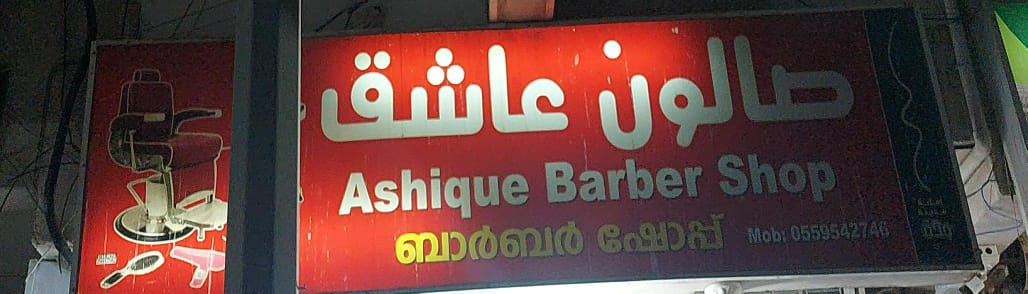 صالون عاشق
Ashique Barber Shop
ബാർബർ ഷോപ്പ്
Mob: 0559542746